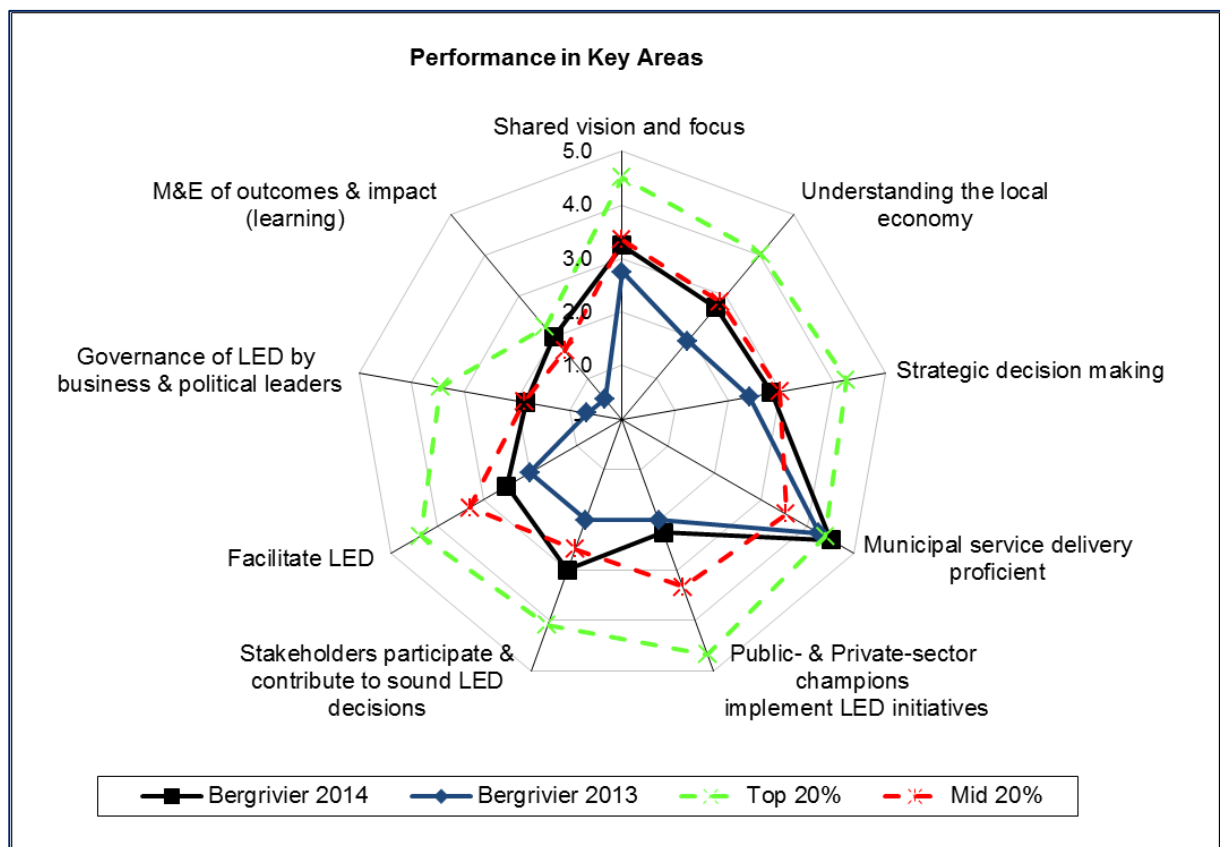 Performance in Key Areas
Shared vision and focus
5.0
4.0
3.0
2.0
1.0
-
Understanding the local
economy
Strategic decision making
Municipal service delivery
proficient
Public- & Private-sector
champions
implement LED initiatives
Stakeholders participate &
contribute to sound LED
decisions
Facilitate LED
Governance of LED by
business & political leaders
M&E of outcomes & impact
(learning)
Bergrivier 2014
Bergrivier 2013
Top 20%
Mid 20%